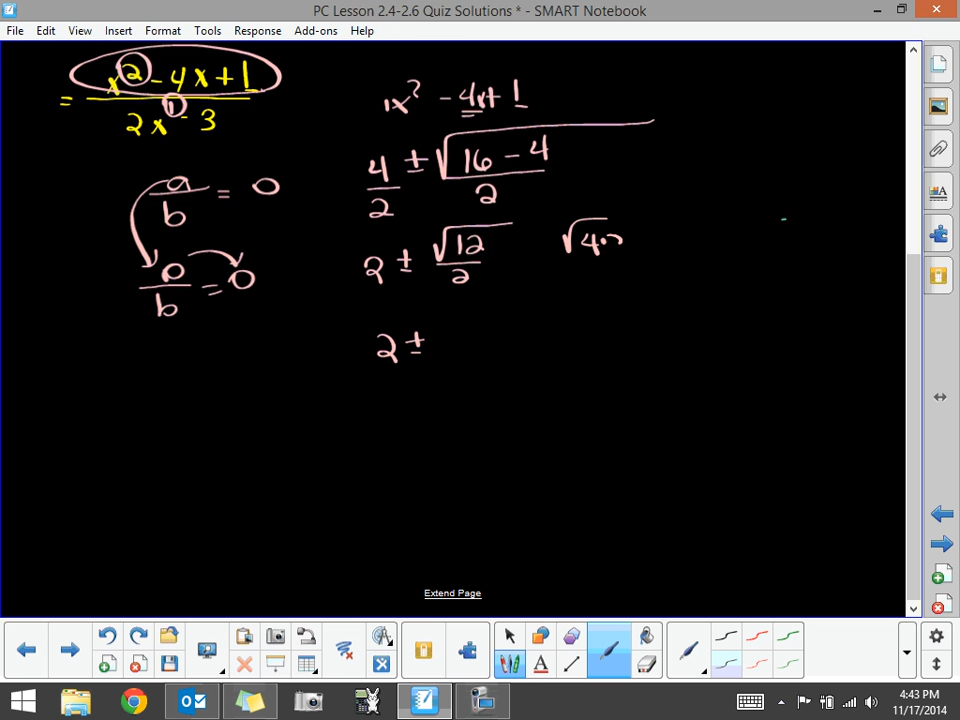 PC Lesson 2.4-2.6 Quiz Solutions * - SMART Notebook
File Edit View Insert Format Tools Response Add-ons Help
x² - 4x + 1
=
2x¹ - 3
1x² - 4x + 1
4 ± √16 - 4
2 2
a = 0
b
2 ± √12
2
√4·
0 = 0
b
2 ±
Extend Page
4:43 PM
11/17/2014